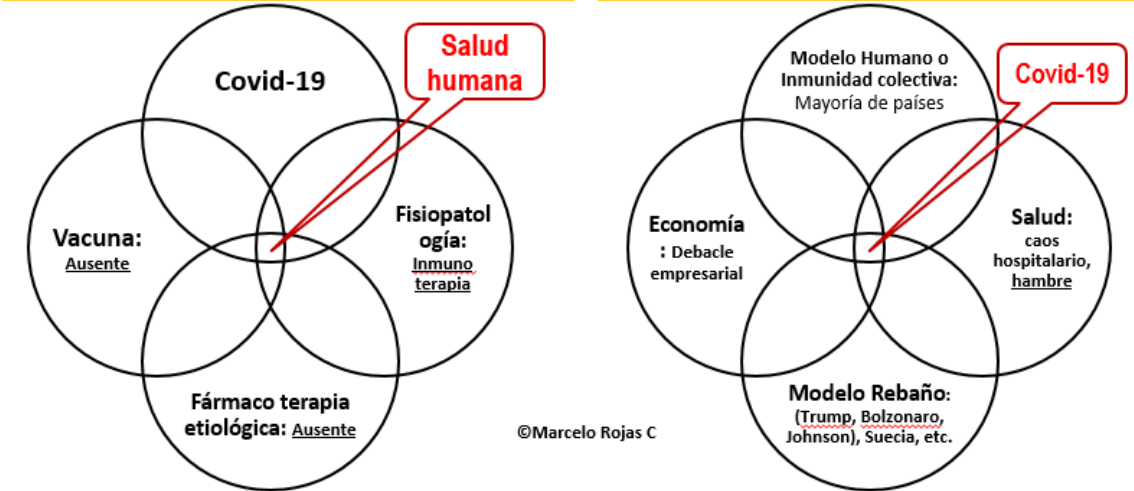 Covid-19
Salud
humana
Vacuna:
Ausente
Fisiopatol
ogía:
Inmuno
terapia
Fármaco terapia
etiológica: Ausente
©Marcelo Rojas C
Modelo Humano o
Inmunidad colectiva:
Mayoría de países
Covid-19
Economía
: Debacle
empresarial
Salud:
caos
hospitalario,
hambre
Modelo Rebaño:
(Trump, Bolzonaro,
Johnson), Suecia, etc.